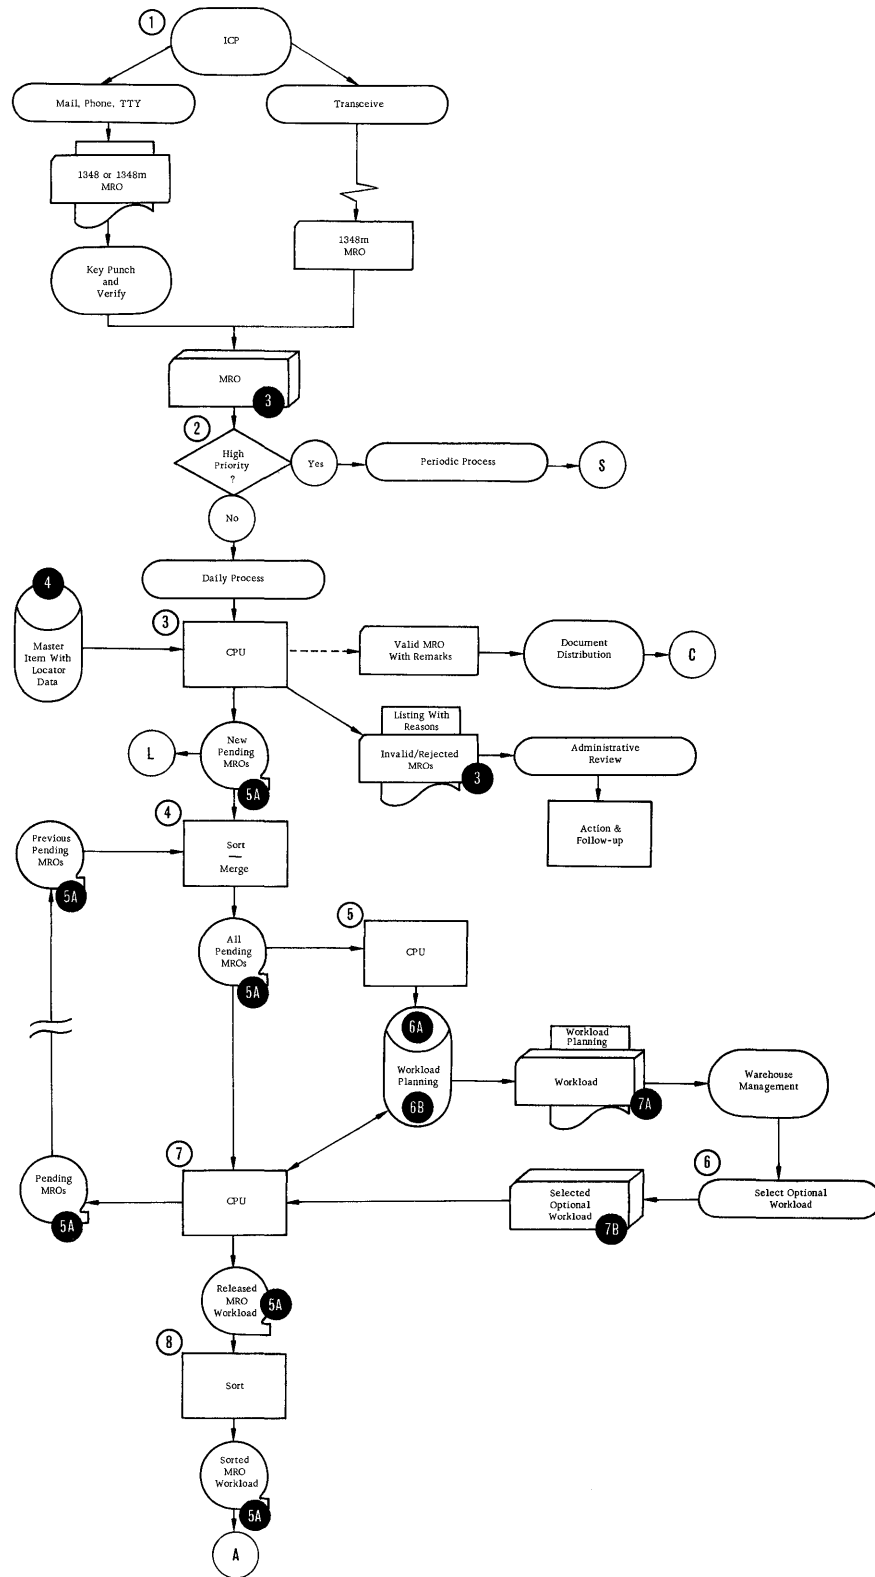 1
ICP
Mail, Phone, TTY
Transceive
1348 or 1348m
MRO
1348m
MRO
Key Punch
and
Verify
MRO
3
2
High
Priority
?
Yes
Periodic Process
S
No
Daily Process
4
Master
Item With
Locator
Data
3
CPU
Valid MRO
With Remarks
Document
Distribution
C
Listing With
Reasons
Invalid/Rejected
MROs
3
Administrative
Review
Action &
Follow-up
L
New
Pending
MROs
5A
4
Sort
—
Merge
Previous
Pending
MROs
5A
All
Pending
MROs
5A
5
CPU
6A
Workload
Planning
6B
Workload
Planning
Workload
7A
Warehouse
Management
6
Select Optional
Workload
Selected
Optional
Workload
7B
7
CPU
Pending
MROs
5A
Released
MRO
Workload
5A
8
Sort
Sorted
MRO
Workload
5A
A